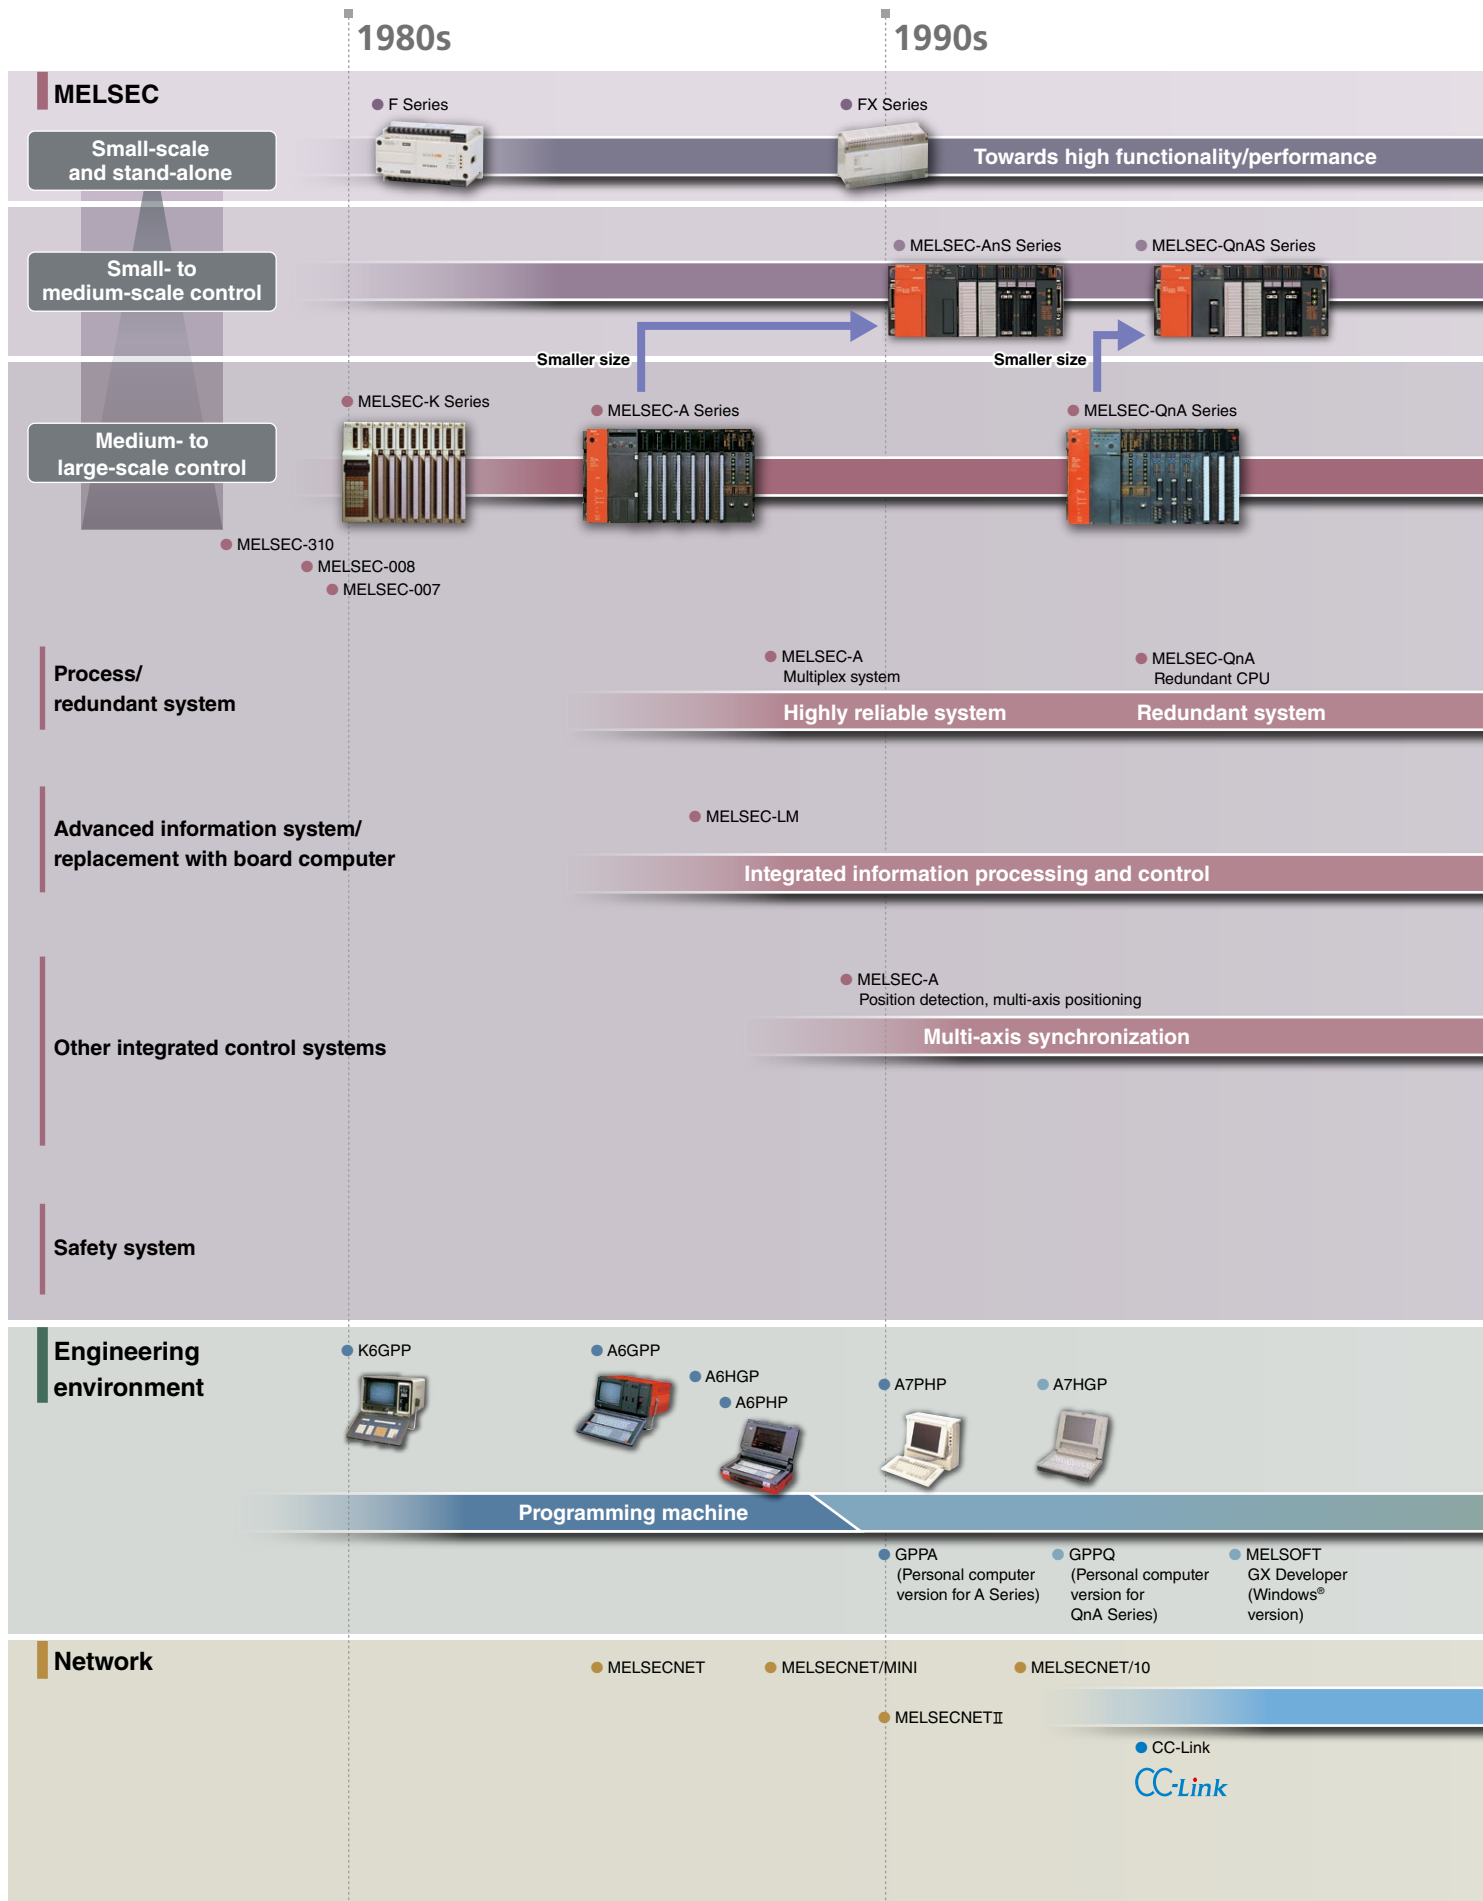 1980s
1990s
MELSEC
F Series
FX Series
Small-scale
and stand-alone
Towards high functionality/performance
MELSEC-AnS Series
MELSEC-QnAS Series
Small- to
medium-scale control
Smaller size
Smaller size
MELSEC-K Series
MELSEC-A Series
MELSEC-QnA Series
Medium- to
large-scale control
MELSEC-310
MELSEC-008
MELSEC-007
Process/
redundant system
MELSEC-A
Multiplex system
MELSEC-QnA
Redundant CPU
Highly reliable system
Redundant system
Advanced information system/
replacement with board computer
MELSEC-LM
Integrated information processing and control
Other integrated control systems
MELSEC-A
Position detection, multi-axis positioning
Multi-axis synchronization
Safety system
Engineering
environment
K6GPP
A6GPP
A6HGP
A6PHP
A7PHP
A7HGP
Programming machine
GPPA
(Personal computer
version for A Series)
GPPQ
(Personal computer
version for
QnA Series)
MELSOFT
GX Developer
(Windows®
version)
Network
MELSECNET
MELSECNET/MINI
MELSECNET/10
MELSECNETⅡ
CC-Link
CC-Link